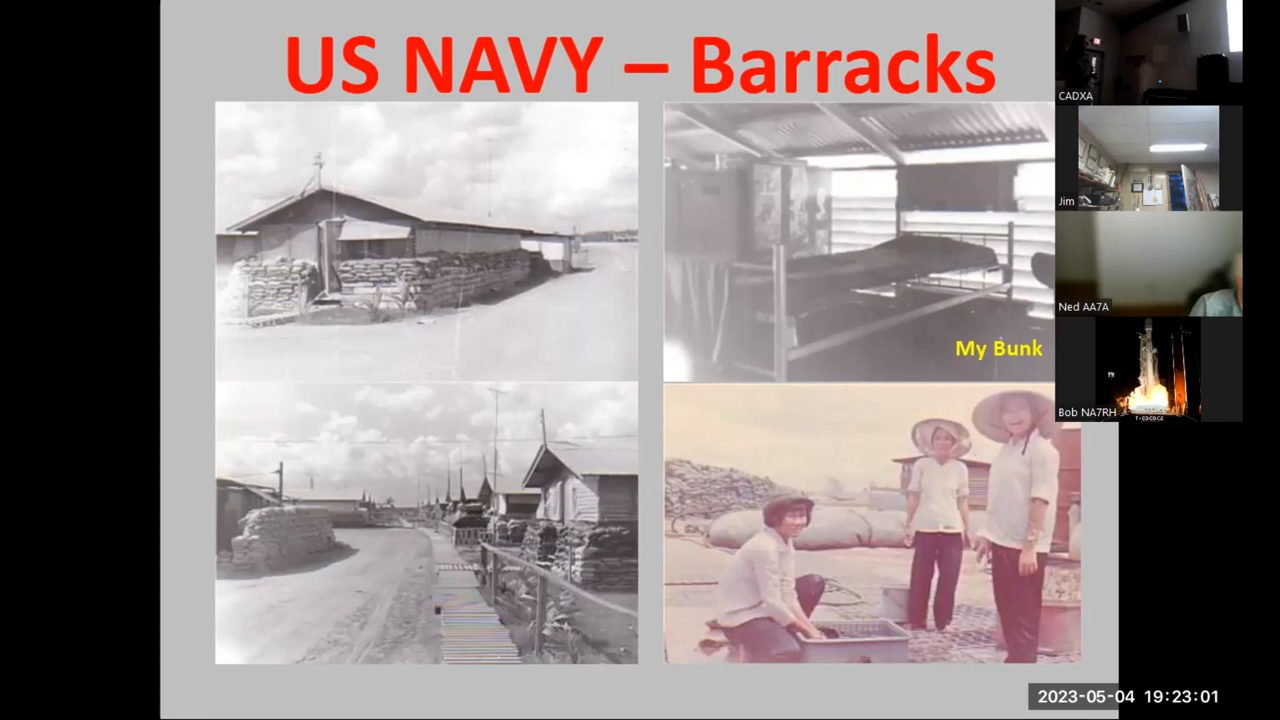 US NAVY – Barracks
My Bunk
CADXA
Jim
Ned AA7A
Bob NA7RH
2023-05-04 19:23:01